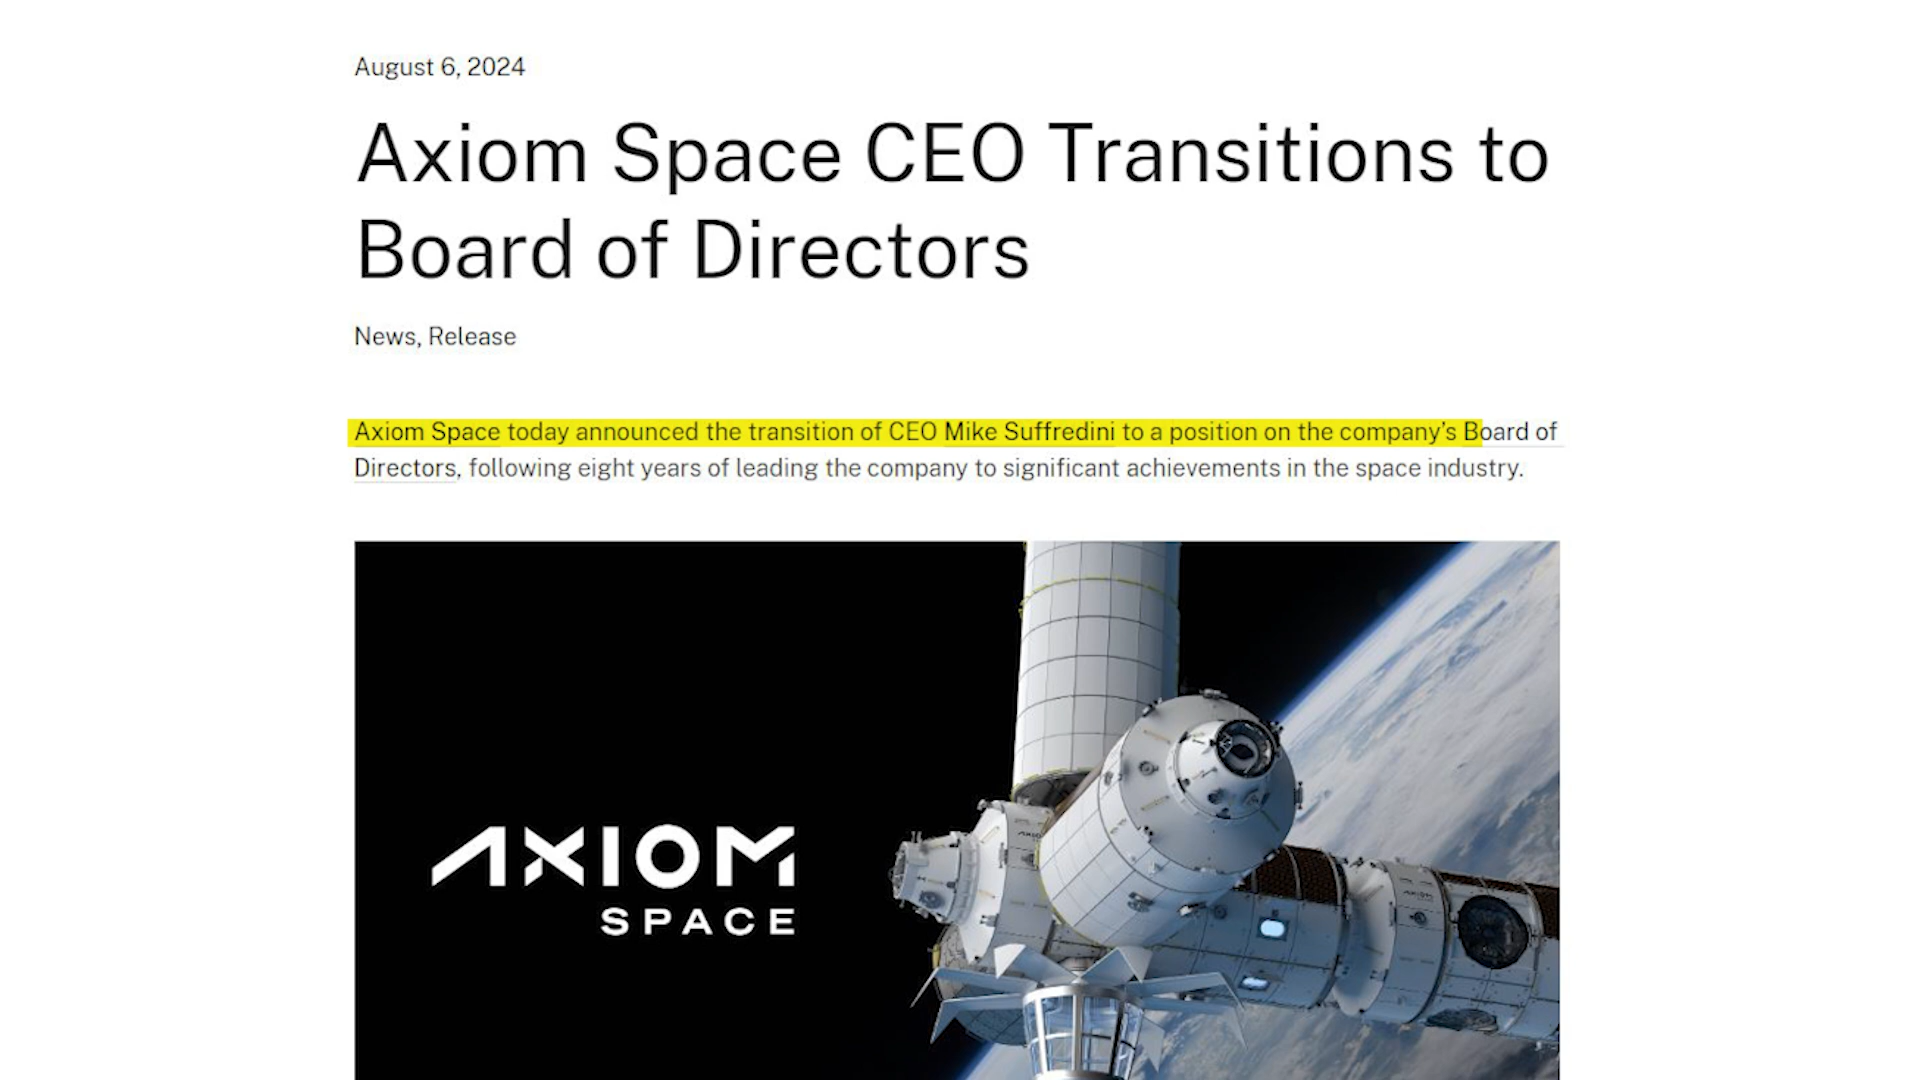 August 6, 2024
Axiom Space CEO Transitions to
Board of Directors
News, Release
Axiom Space today announced the transition of CEO Mike Suffredini to a position on the company’s Board of
Directors, following eight years of leading the company to significant achievements in the space industry.
AXIOM
SPACE